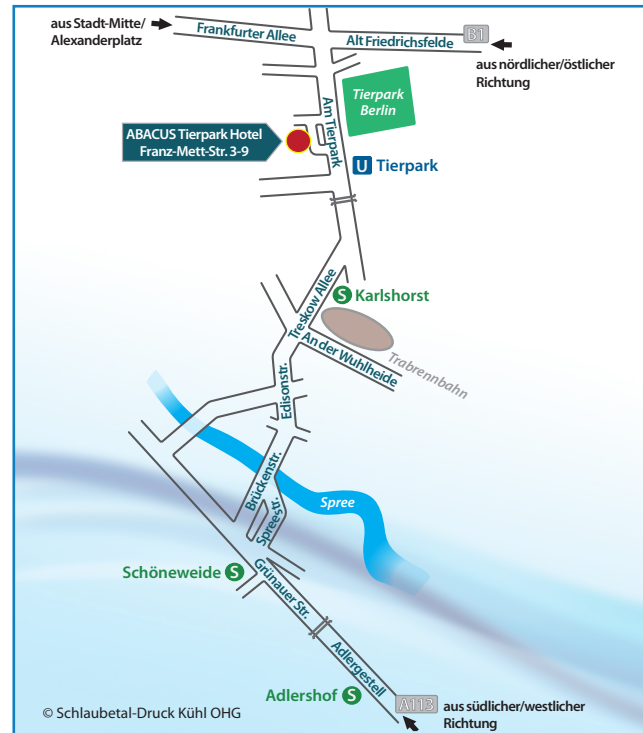 aus Stadt-Mitte/
Alexanderplatz
Frankfurter Allee
Alt Friedrichsfelde
B1
aus nördlicher/östlicher
Richtung
Am Tierpark
Tierpark
Berlin
ABACUS Tierpark Hotel
Franz-Mett-Str. 3-9
U Tierpark
S Karlshorst
Treskow Allee
An der Wuhlheide
Trabrennbahn
Edisonstr.
Brückenstr.
Spreestr.
Spree
Schöneweide S
Grünauer Str.
Adlergestell
Adlershof S
A113
aus südlicher/westlicher
Richtung
© Schlaubetal-Druck Kühl OHG